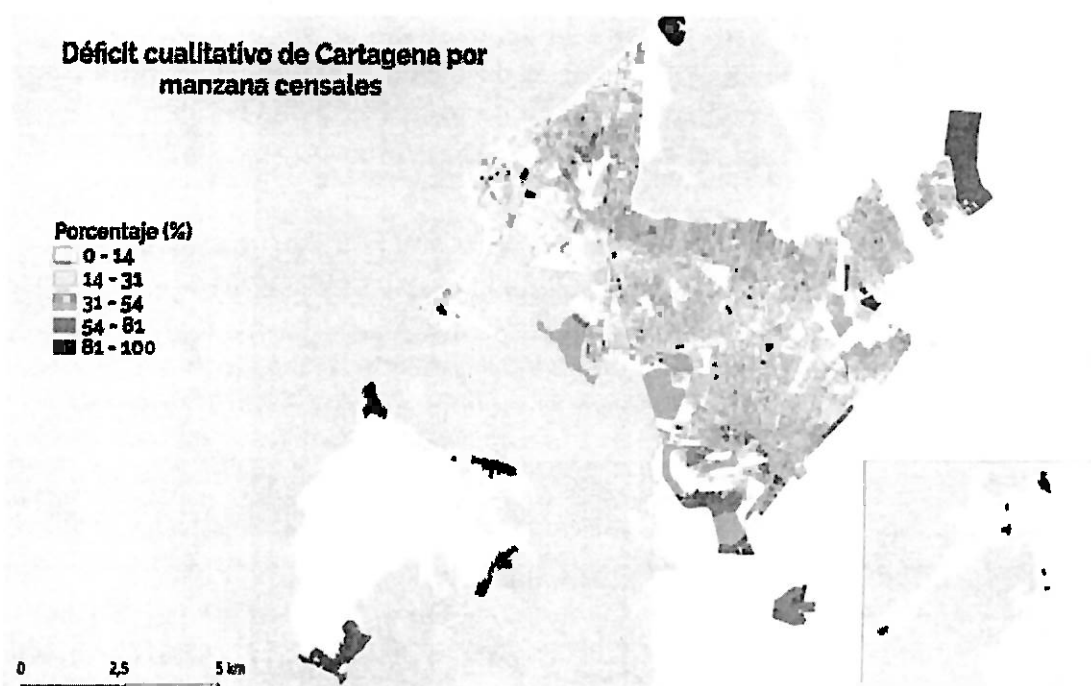 Déficit cualitativo de Cartagena por
manzana censales
Porcentaje (%)
0 - 14
14 - 31
31 - 54
54 - 81
81 - 100
0 2,5 5 km